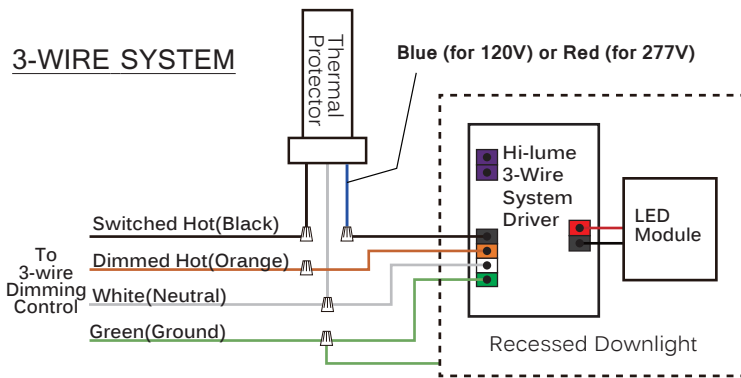 3-WIRE SYSTEM
Thermal
Protector
Blue (for 120V) or Red (for 277V)
Hi-lume
3-Wire
System
Driver
LED
Module
Switched Hot(Black)
Dimmed Hot(Orange)
White(Neutral)
Green(Ground)
To
3-wire
Dimming
Control
Recessed Downlight